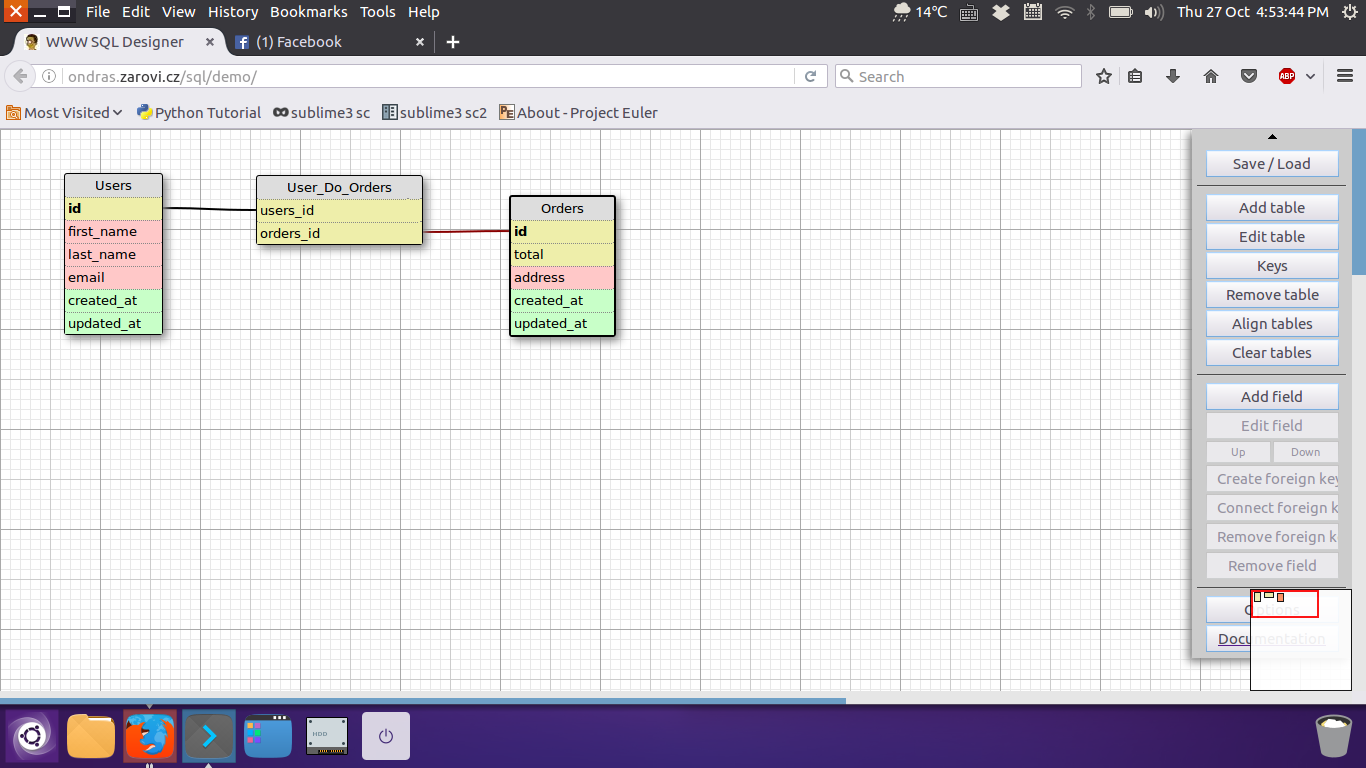 File Edit View History Bookmarks Tools Help
14°C
Thu 27 Oct 4:53:44 PM
WWW SQL Designer
(1) Facebook
ondras.zarovi.cz/sql/demo/
Search
ABP
Most Visited
Python Tutorial
sublime3 sc
sublime3 sc2
PE
About - Project Euler
Users
id
first_name
last_name
email
created_at
updated_at
User_Do_Orders
users_id
orders_id
Orders
id
total
address
created_at
updated_at
Save / Load
Add table
Edit table
Keys
Remove table
Align tables
Clear tables
Add field
Edit field
Up Down
Create foreign key
Connect foreign k
Remove foreign k
Remove field
Options
Documentation
HDD